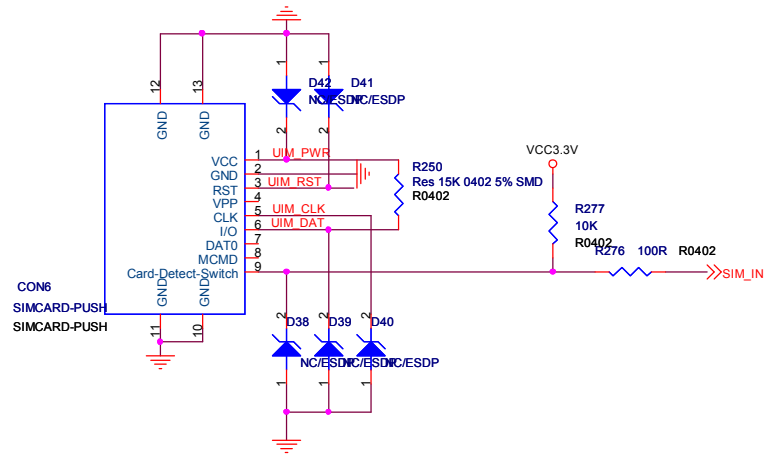 12
13
GND
GND
1
1
D42
D41
NC/ESDP
NC/ESDP
2
2
VCC
1
UIM_PWR
GND
2
RST
3
UIM_RST
VPP
4
CLK
5
UIM_CLK
I/O
6
UIM_DAT
DAT0
7
MCMD
8
Card-Detect-Switch
9
R250
Res 15K 0402 5% SMD
R0402
VCC3.3V
R277
10K
R0402
R276
100R
R0402
SIM_IN
CON6
SIMCARD-PUSH
SIMCARD-PUSH
GND
GND
11
10
2
D38
2
D39
2
D40
NC/ESDP
NC/ESDP
NC/ESDP
1
1
1